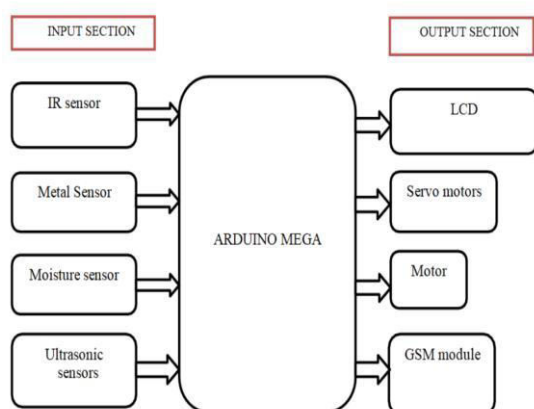 INPUT SECTION
OUTPUT SECTION
IR sensor
LCD
Metal Sensor
Servo motors
ARDUINO MEGA
Moisture sensor
Motor
Ultrasonic
sensors
GSM module